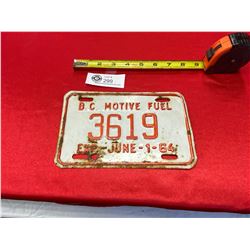 299
B.C. MOTIVE FUEL
3619
EXP-JUNE-1-64